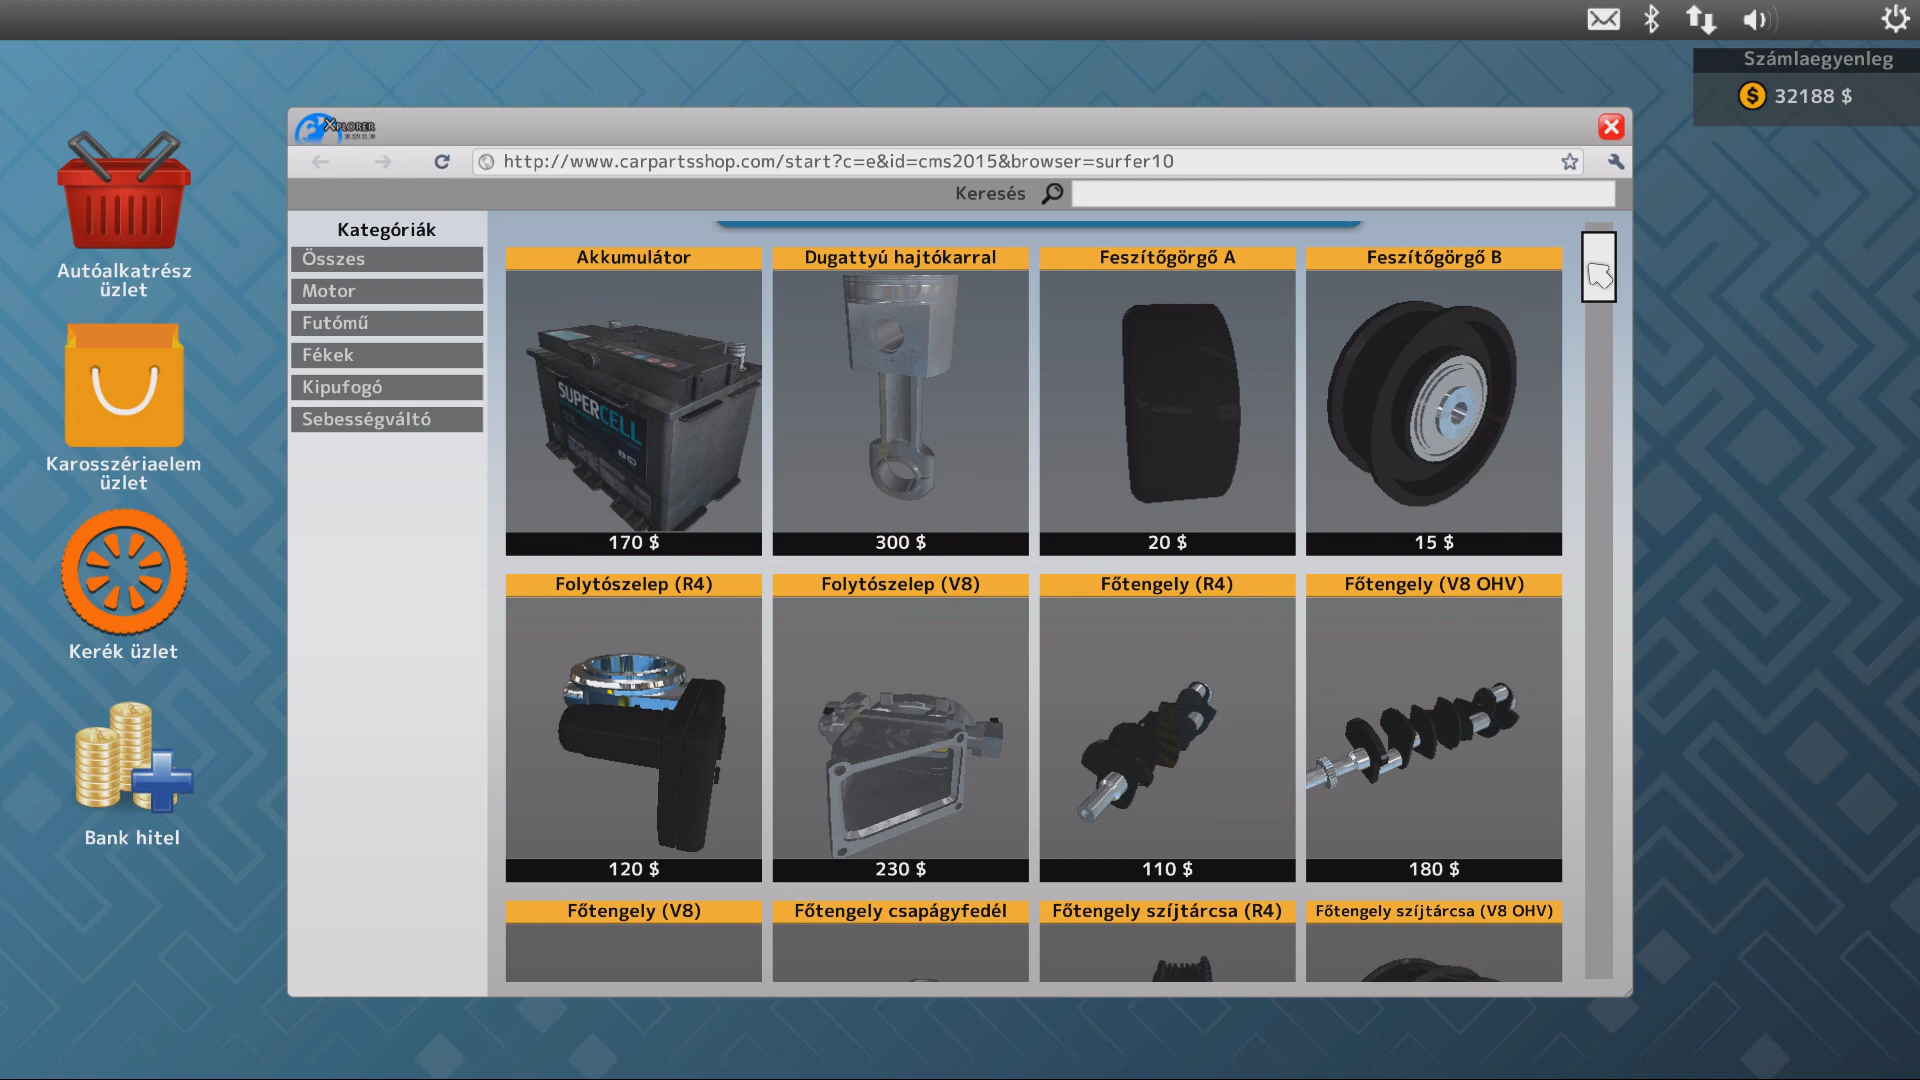 Számlaegyenleg
32188 $
XPLORER
http://www.carpartsshop.com/start?c=e&id=cms2015&browser=surfer10
Keresés
Kategóriák
Összes
Motor
Futómű
Fékek
Kipufogó
Sebességváltó
Autóalkatrész
üzlet
Karosszériaelem
üzlet
Kerék üzlet
Bank hitel
Akkumulátor
Dugattyú hajtókarral
Feszítőgörgő A
Feszítőgörgő B
SUPERCELL
170 $
300 $
20 $
15 $
Folytószelep (R4)
Folytószelep (V8)
Főtengely (R4)
Főtengely (V8 OHV)
120 $
230 $
110 $
180 $
Főtengely (V8)
Főtengely csapágyfedél
Főtengely szíjtárcsa (R4)
Főtengely szíjtárcsa (V8 OHV)